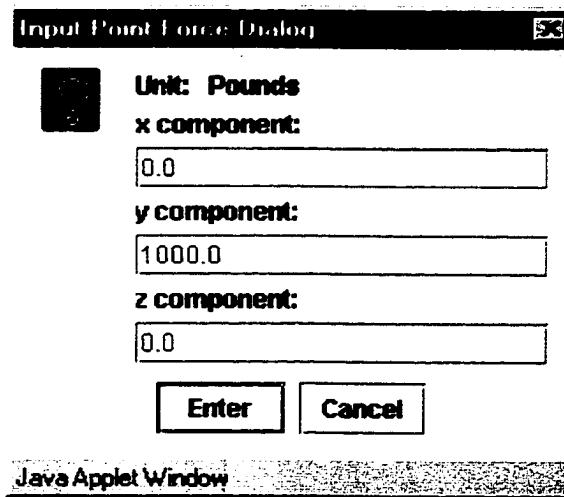 Input Point Force Dialog
Unit: Pounds
x component:
0.0
y component:
1000.0
z component:
0.0
Enter Cancel
Java Applet Window